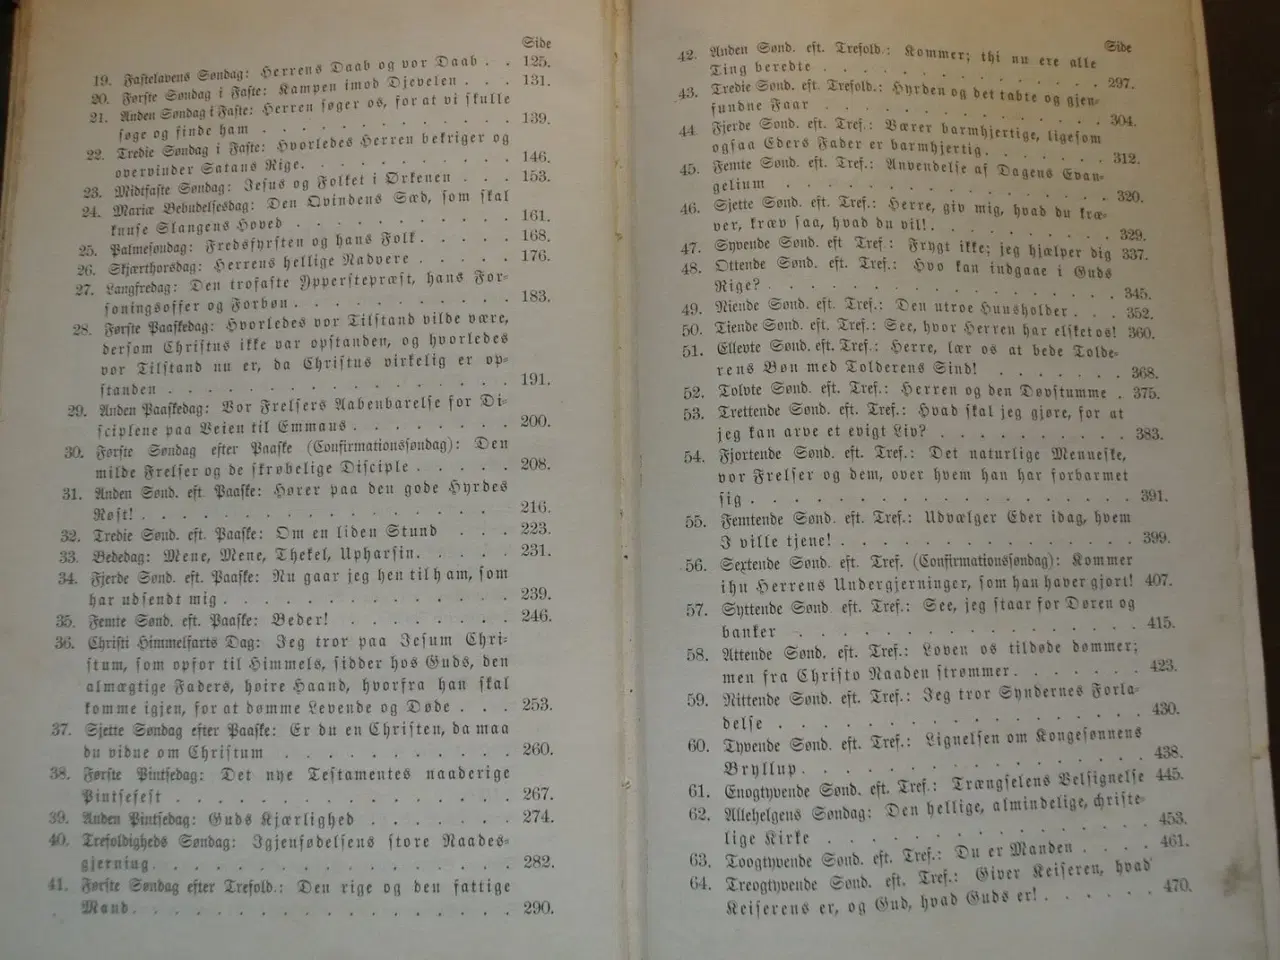 Side
19. Fastelavens Søndag: Herrens Daab og vor Daab . . 125.
20. Første Søndag i Faste: Kampen imod Djevelen . . . 131.
21. Anden Søndag i Faste: Herren søger os, for at vi skulle
søge og finde ham . . . . . . . . . . . . 139.
22. Tredie Søndag i Faste: Hvorledes Herren bekriger og
overvinder Satans Rige. . . . . . . . . . 146.
23. Midtfaste Søndag: Jesus og Folket i Ørkenen . . . 153.
24. Mariæ Bebudelsesdag: Den Qvindens Sæd, som skal
knuse Slangens Hoved . . . . . . . . . . 161.
25. Palmesøndag: Fredsfyrsten og hans Folk . . . . . 168.
26. Skjærthorsdag: Herrens hellige Nadvere . . . . . 176.
27. Langfredag: Den trofaste Ypperstepræst, hans For-
soningsoffer og Forbøn . . . . . . . . . . 183.
28. Første Paaskedag: Hvorledes vor Tilstand vilde være,
dersom Christus ikke var opstanden, og hvorledes
vor Tilstand nu er, da Christus virkelig er op-
standen . . . . . . . . . . . . . . . . 191.
29. Anden Paaskedag: Vor Frelsers Aabenbarelse for Di-
sciplene paa Veien til Emmaus . . . . . . . 200.
30. Første Søndag efter Paaske (Confirmationssøndag): Den
milde Frelser og de skrøbelige Disciple . . . . . 208.
31. Anden Sønd. eft. Paaske: Hører paa den gode Hyrdes
Røst! . . . . . . . . . . . . . . . . . 216.
32. Tredie Sønd. eft. Paaske: Om en liden Stund . . . 223.
33. Bededag: Mene, Mene, Thekel, Upharsin. . . . . 231.
34. Fjerde Sønd. eft. Paaske: Nu gaar jeg hen til ham, som
har udsendt mig . . . . . . . . . . . . . 239.
35. Femte Sønd. eft. Paaske: Beder! . . . . . . . . 246.
36. Christi Himmelfarts Dag: Jeg tror paa Jesum Chri-
stum, som opfor til Himmels, sidder hos Guds, den
almægtige Faders, høire Haand, hvorfra han skal
komme igjen, for at dømme Levende og Døde . . . 253.
37. Sjette Søndag efter Paaske: Er du en Christen, da maa
du vidne om Christum . . . . . . . . . . . 260.
38. Første Pintsedag: Det nye Testamentes naaderige
Pintsefest . . . . . . . . . . . . . . . 267.
39. Anden Pintsedag: Guds Kjærlighed . . . . . . . 274.
40. Trefoldigheds Søndag: Igjenfødelsens store Naades-
gjerning. . . . . . . . . . . . . . . . 282.
41. Første Søndag efter Trefold.: Den rige og den fattige
Mand. . . . . . . . . . . . . . . . . . 290.
Side
42. Anden Sønd. eft. Trefold.: Kommer; thi nu ere alle
Ting beredte . . . . . . . . . . . . . . 297.
43. Tredie Sønd. eft. Trefold.: Hyrden og det tabte og gjen-
fundne Faar . . . . . . . . . . . . . . 304.
44. Fjerde Sønd. eft. Tref.: Værer barmhjertige, ligesom
ogsaa Eders Fader er barmhjertig. . . . . . . 312.
45. Femte Sønd. eft. Tref.: Anvendelse af Dagens Evan-
gelium . . . . . . . . . . . . . . . . 320.
46. Sjette Sønd. eft. Tref.: Herre, giv mig, hvad du kræ-
ver, kræv saa, hvad du vil! . . . . . . . . . 329.
47. Syvende Sønd. eft Tref.: Frygt ikke; jeg hjælper dig 337.
48. Ottende Sønd. eft. Tref.: Hvo kan indgaae i Guds
Rige? . . . . . . . . . . . . . . . . . 345.
49. Niende Sønd. eft. Tref.: Den utroe Huusholder . . . 352.
50. Tiende Sønd. eft. Tref.: See, hvor Herren har elsket os! 360.
51. Ellevte Sønd. eft. Tref.: Herre, lær os at bede Tolde-
rens Bøn med Tolderens Sind! . . . . . . . 368.
52. Tolvte Sønd. eft. Tref.: Herren og den Døvstumme . 375.
53. Trettende Sønd. eft. Tref.: Hvad skal jeg gjøre, for at
jeg kan arve et evigt Liv? . . . . . . . . . 383.
54. Fjortende Sønd. eft. Tref.: Det naturlige Menneske,
vor Frelser og dem, over hvem han har forbarmet
sig . . . . . . . . . . . . . . . . . . 391.
55. Femtende Sønd. eft. Tref.: Udvælger Eder idag, hvem
I ville tjene! . . . . . . . . . . . . . . 399.
56. Sextende Sønd. eft. Tref. (Confirmationssøndag): Kommer
ihu Herrens Undergjerninger, som han haver gjort! 407.
57. Syttende Sønd. eft. Tref.: See, jeg staar for Døren og
banker . . . . . . . . . . . . . . . . 415.
58. Attende Sønd. eft. Tref.: Loven os tildøde dømmer;
men fra Christo Naaden strømmer. . . . . . . 423.
59. Nittende Sønd. eft. Tref.: Jeg tror Syndernes Forla-
delse . . . . . . . . . . . . . . . . . 430.
60. Tyvende Sønd. eft. Tref.: Lignelsen om Kongesønnens
Bryllup. . . . . . . . . . . . . . . . 438.
61. Enogtyvende Sønd. eft. Tref.: Trængselens Velsignelse 445.
62. Allehelgens Søndag: Den hellige, almindelige, christe-
lige Kirke . . . . . . . . . . . . . . . 453.
63. Toogtyvende Sønd. eft. Tref.: Du er Manden . . . . 461.
64. Treogtyvende Sønd. eft. Tref.: Giver Keiseren, hvad
Keiserens er, og Gud, hvad Guds er! . . . . . 470.